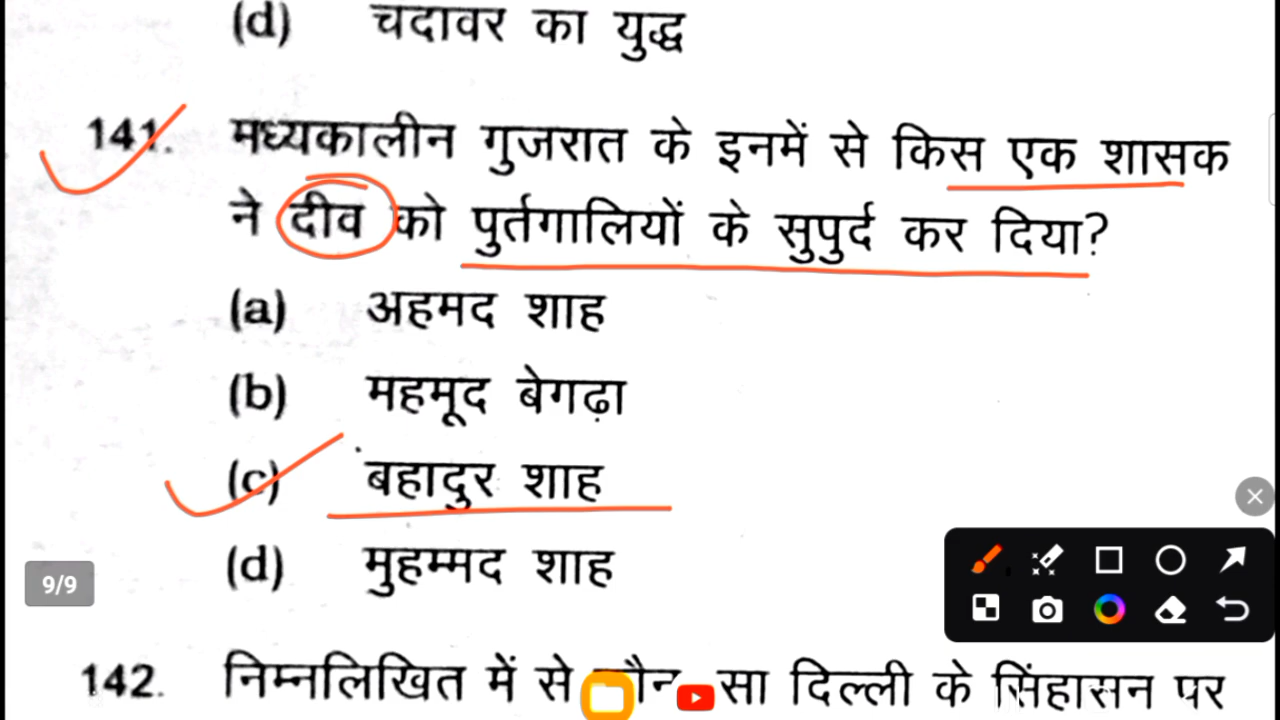 (d) चदावर का युद्ध
141. मध्यकालीन गुजरात के इनमें से किस एक शासक
ने दीव को पुर्तगालियों के सुपुर्द कर दिया?
(a) अहमद शाह
(b) महमूद बेगढ़ा
(c) बहादुर शाह
(d) मुहम्मद शाह
9/9
142. निम्नलिखित में से सा दिल्ली के सिंहासन पर